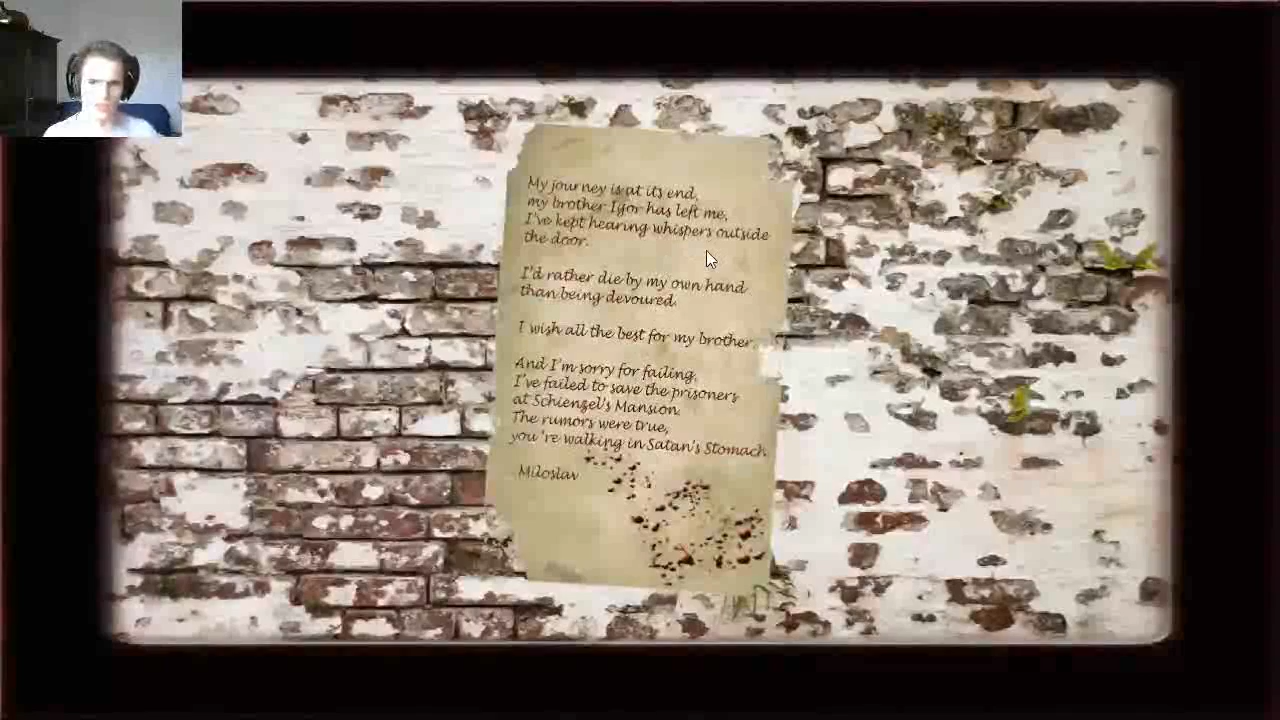 My journey is at its end,
my brother Igor has left me,
I've kept hearing whispers outside
the door.
I'd rather die by my own hand
than being devoured.
I wish all the best for my brother.
And I'm sorry for failing,
I've failed to save the prisoners
at Schienzel's Mansion.
The rumors were true,
you're walking in Satan's Stomach.
Miloslav